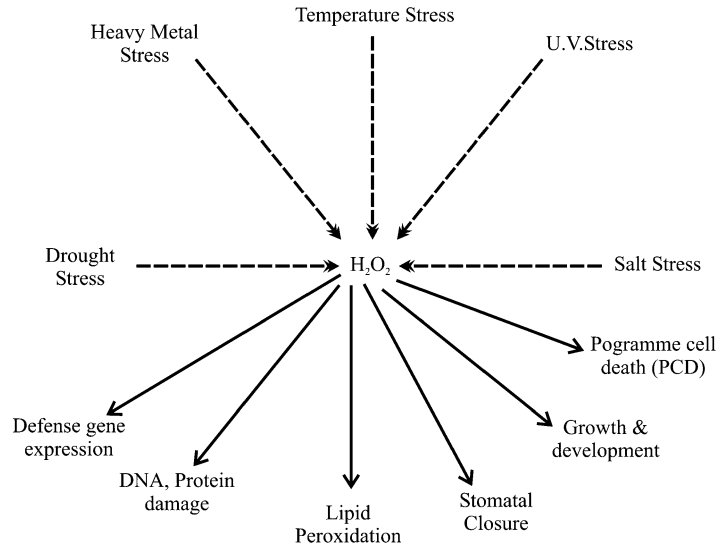 Temperature Stress
Heavy Metal
Stress
U.V.Stress
Drought
Stress
H₂O₂
Salt Stress
Pogramme cell
death (PCD)
Defense gene
expression
Growth &
development
DNA, Protein
damage
Stomatal
Closure
Lipid
Peroxidation